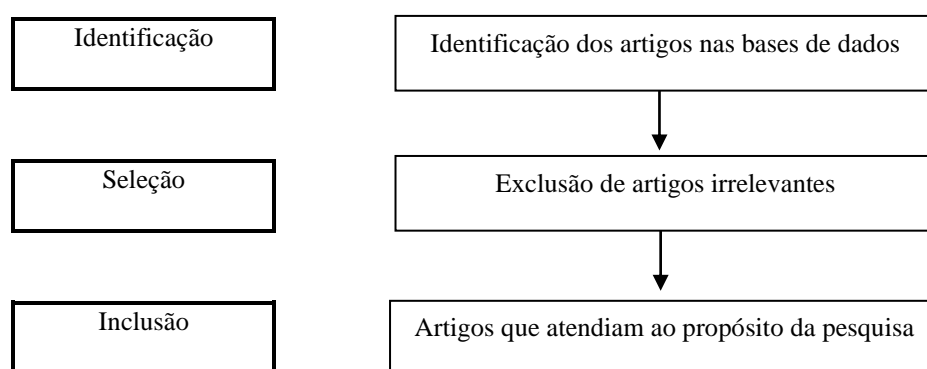 Identificação
Identificação dos artigos nas bases de dados
Seleção
Exclusão de artigos irrelevantes
Inclusão
Artigos que atendiam ao propósito da pesquisa